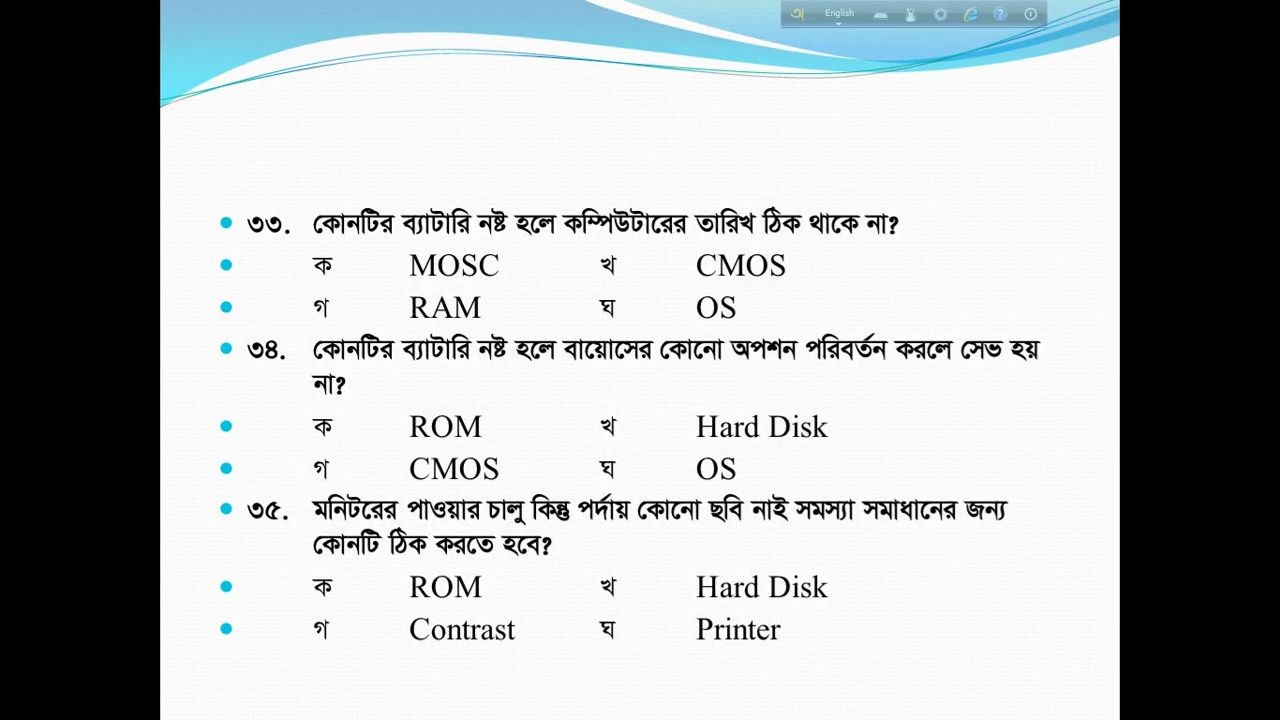 English
৩৩. কোনটির ব্যাটারি নষ্ট হলে কম্পিউটারের তারিখ ঠিক থাকে না?
ক MOSC খ CMOS
গ RAM ঘ OS
৩৪. কোনটির ব্যাটারি নষ্ট হলে বায়োসের কোনো অপশন পরিবর্তন করলে সেভ হয়
না?
ক ROM খ Hard Disk
গ CMOS ঘ OS
৩৫. মনিটরের পাওয়ার চালু কিন্তু পর্দায় কোনো ছবি নাই সমস্যা সমাধানের জন্য
কোনটি ঠিক করতে হবে?
ক ROM খ Hard Disk
গ Contrast ঘ Printer